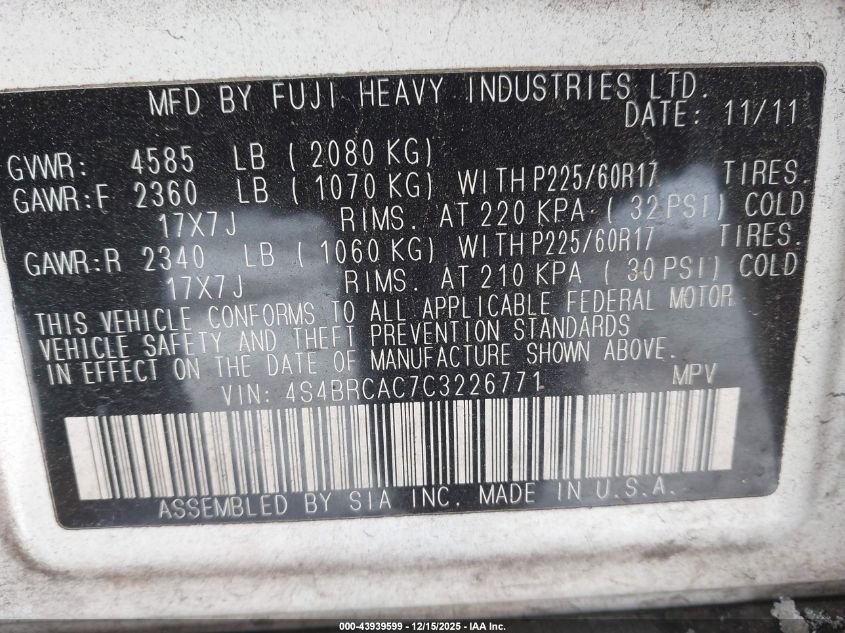 MFD BY FUJI HEAVY INDUSTRIES LTD.
DATE: 11/11
GVWR: 4585 LB ( 2080 KG)
GAWR:F 2360 LB ( 1070 KG) WITH P225/60R17 TIRES.
17X7J RIMS. AT 220 KPA ( 32 PSI) COLD
GAWR:R 2340 LB ( 1060 KG) WITH P225/60R17 TIRES.
17X7J RIMS. AT 210 KPA ( 30 PSI) COLD
THIS VEHICLE CONFORMS TO ALL APPLICABLE FEDERAL MOTOR
VEHICLE SAFETY AND THEFT PREVENTION STANDARDS
IN EFFECT ON THE DATE OF MANUFACTURE SHOWN ABOVE.
VIN: 4S4BRCAC7C3226771 MPV
ASSEMBLED BY SIA INC. MADE IN U.S.A.
000-43939599 - 12/15/2025 - IAA Inc.